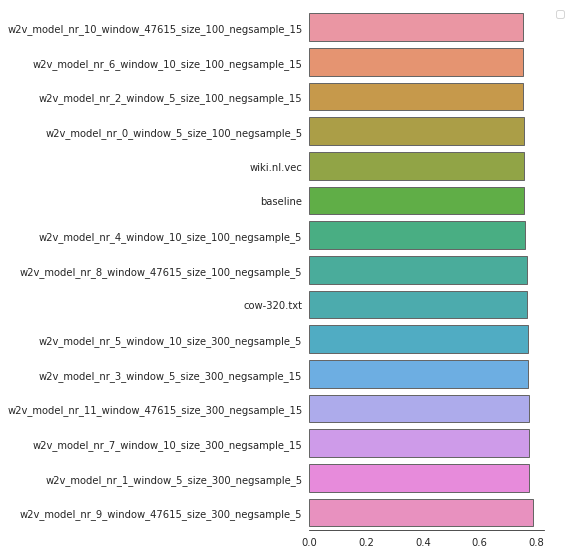 w2v_model_nr_10_window_47615_size_100_negsample_15
w2v_model_nr_6_window_10_size_100_negsample_15
w2v_model_nr_2_window_5_size_100_negsample_15
w2v_model_nr_0_window_5_size_100_negsample_5
wiki.nl.vec
baseline
w2v_model_nr_4_window_10_size_100_negsample_5
w2v_model_nr_8_window_47615_size_100_negsample_5
cow-320.txt
w2v_model_nr_5_window_10_size_300_negsample_5
w2v_model_nr_3_window_5_size_300_negsample_15
w2v_model_nr_11_window_47615_size_300_negsample_15
w2v_model_nr_7_window_10_size_300_negsample_15
w2v_model_nr_1_window_5_size_300_negsample_5
w2v_model_nr_9_window_47615_size_300_negsample_5
0.0 0.2 0.4 0.6 0.8